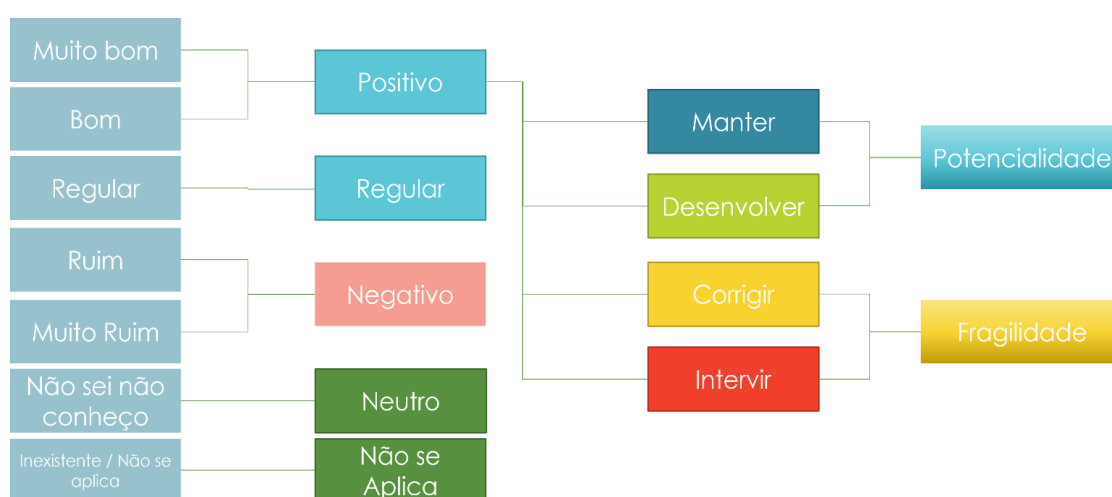 Muito bom
Bom
Regular
Ruim
Muito Ruim
Não sei não
conheço
Inexistente / Não se
aplica
Positivo
Regular
Negativo
Neutro
Não se
Aplica
Manter
Desenvolver
Corrigir
Intervir
Potencialidade
Fragilidade